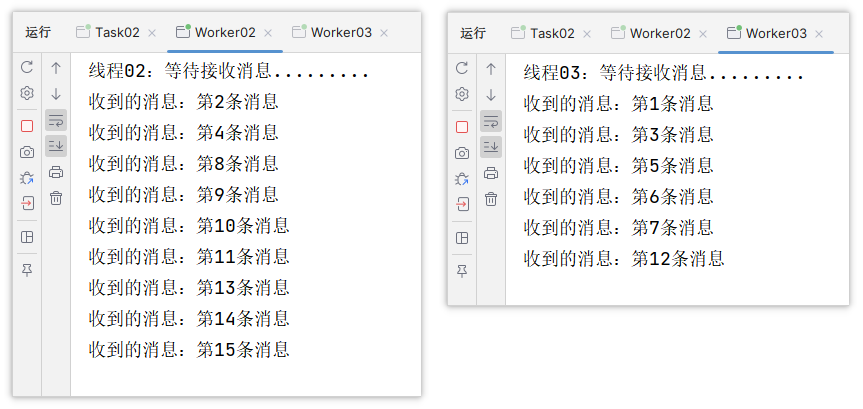 运行 Task02 Worker02 Worker03
线程02：等待接收消息.........
收到的消息：第2条消息
收到的消息：第4条消息
收到的消息：第8条消息
收到的消息：第9条消息
收到的消息：第10条消息
收到的消息：第11条消息
收到的消息：第13条消息
收到的消息：第14条消息
收到的消息：第15条消息
运行 Task02 Worker02 Worker03
线程03：等待接收消息.........
收到的消息：第1条消息
收到的消息：第3条消息
收到的消息：第5条消息
收到的消息：第6条消息
收到的消息：第7条消息
收到的消息：第12条消息